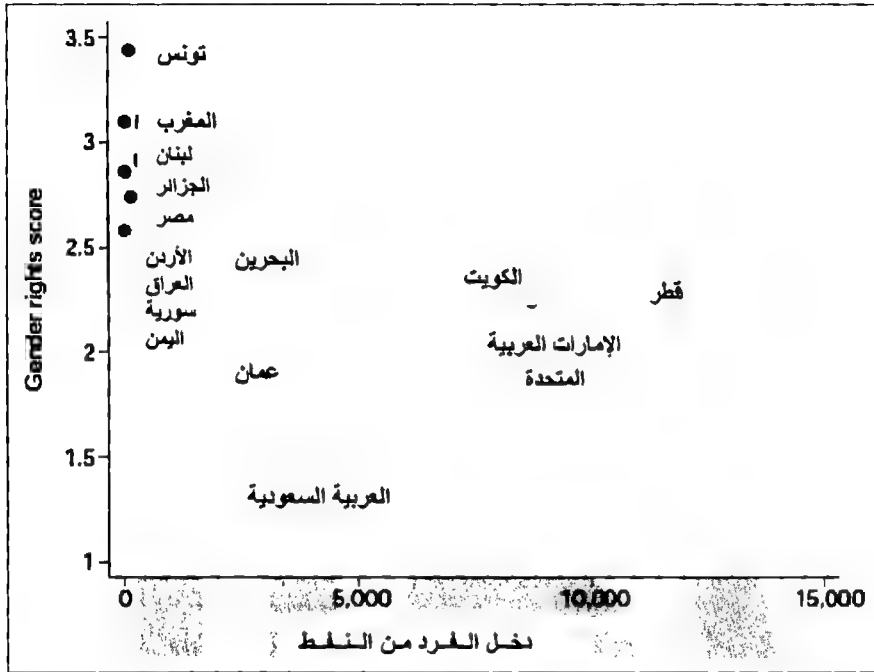 3.5
تونس
المغرب
3
لبنان
الجزائر
مصر
2.5
الأردن
البحرين
العراق
الكويت
قطر
سورية
اليمن
2
الإمارات العربية
المتحدة
عمان
1.5
العربية السعودية
1
Gender rights score
0
5,000
10,000
15,000
دخل الفرد من النفط